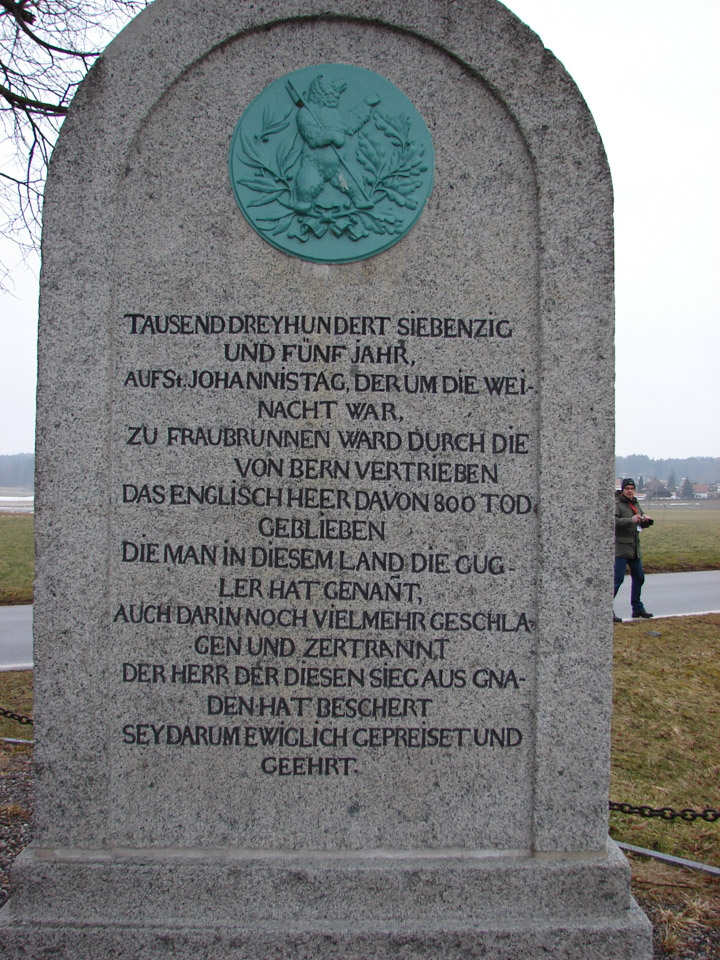 TAUSEND DREYHUNDERT SIEBENZIG
UND FÜNF JAHR,
AUF ST. JOHANNISTAG, DER UM DIE WEI-
NACHT WAR,
ZU FRAUBRUNNEN WARD DURCH DIE
VON BERN VERTRIEBEN
DAS ENGLISCH HEER DAVON 800 TOD
GEBLIEBEN
DIE MAN IN DIESEM LAND DIE GUG-
LER HAT GENAN̄T,
AUCH DARIN NOCH VIELMEHR GESCHLA-
GEN UND ZERTRANNT
DER HERR DER DIESEN SIEG AUS GNA-
DEN HAT BESCHERT
SEY DARUM EWIGLICH GEPREISET UND
GEEHRT.